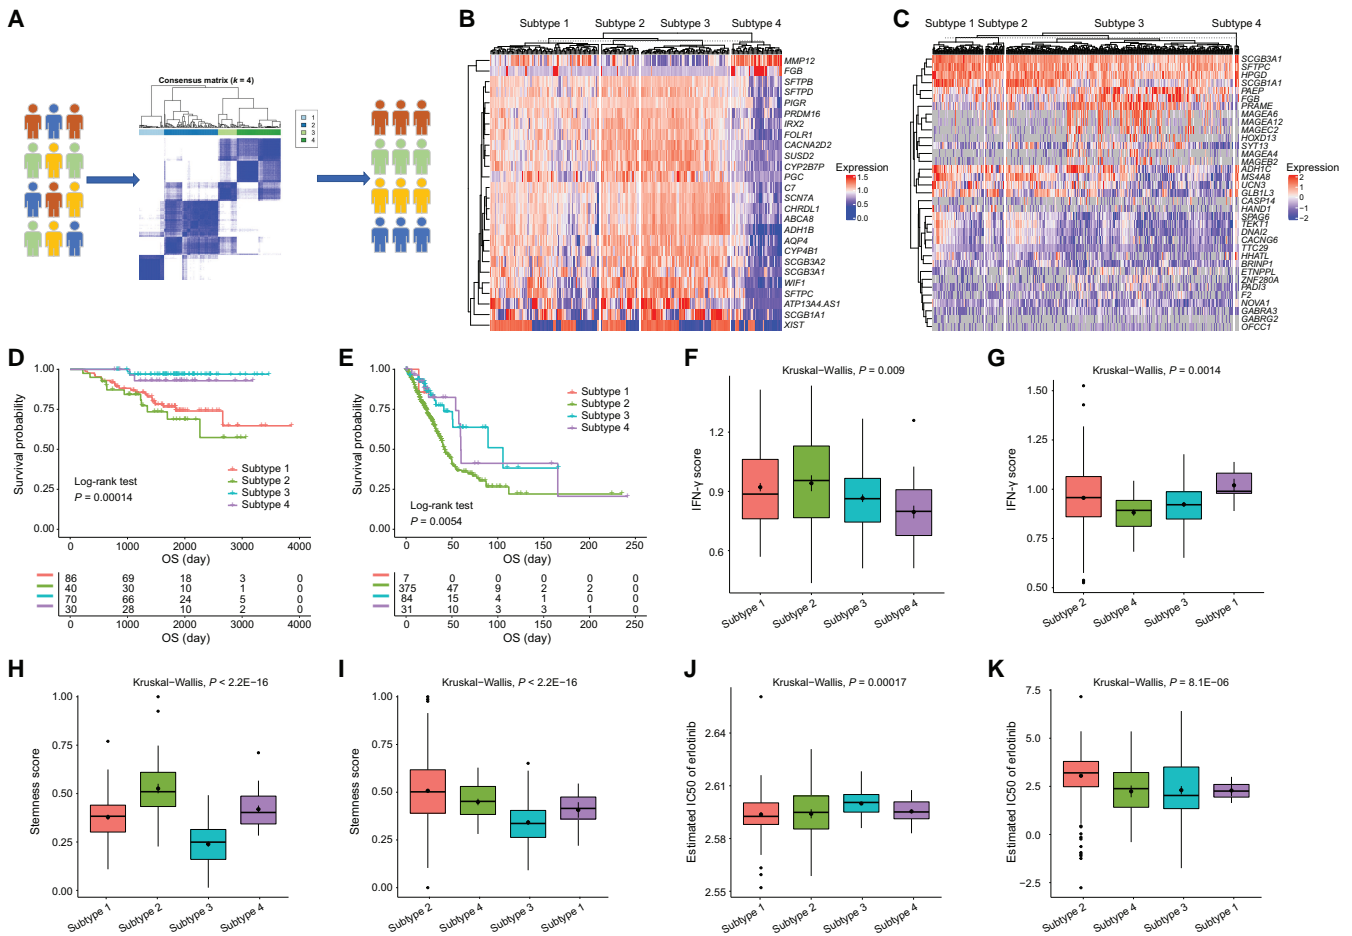 A
Consensus matrix (k = 4)
1
2
3
4
B
Subtype 1
Subtype 2
Subtype 3
Subtype 4
MMP12
FGB
SFTPB
SFTPD
PIGR
PRDM16
IRX2
FOLR1
CACNA2D2
SUSD2
CYP2B7P
PGC
C7
SCN7A
CHRDL1
ABCA8
ADH1B
AQP4
CYP4B1
SCGB3A2
SCGB3A1
WIF1
SFTPC
ATP13A4.AS1
SCGB1A1
XIST
Expression
1.5
1.0
0.5
0.0
C
Subtype 1
Subtype 2
Subtype 3
Subtype 4
SCGB3A1
SFTPC
HPGD
SCGB1A1
PAEP
FGB
PRAME
MAGEA6
MAGEA12
MAGEC2
HOXD13
SYT13
MAGEA4
MAGEB2
ADH1C
MS4A8
UCN3
GLB1L3
CASP14
HAND1
SPAG6
TEKT1
DNAI2
CACNG6
TTC29
HHATL
BRINP1
ETNPPL
ZNF280A
PADI3
F2
NOVA1
GABRA3
GABRG2
OFCC1
Expression
2
1
0
−1
−2
D
Survival probability
1.00
0.75
0.50
0.25
0.00
Subtype 1
Subtype 2
Subtype 3
Subtype 4
Log-rank test
P = 0.00014
0 1000 2000 3000 4000
OS (day)
86 69 18 3 0
40 30 10 1 0
70 66 24 5 0
30 28 10 2 0
0 1000 2000 3000 4000
OS (day)
E
Survival probability
1.00
0.75
0.50
0.25
0.00
Subtype 1
Subtype 2
Subtype 3
Subtype 4
Log-rank test
P = 0.0054
0 50 100 150 200 250
OS (day)
7 0 0 0 0 0
375 47 9 2 2 0
84 15 4 1 0 0
31 10 3 3 1 0
0 50 100 150 200 250
OS (day)
F
Kruskal−Wallis, P = 0.009
IFN-γ score
1.2
0.9
0.6
Subtype 1
Subtype 2
Subtype 3
Subtype 4
G
Kruskal−Wallis, P = 0.0014
IFN-γ score
1.50
1.25
1.00
0.75
0.50
Subtype 2
Subtype 4
Subtype 3
Subtype 1
H
Kruskal−Wallis, P < 2.2E−16
Stemness score
1.00
0.75
0.50
0.25
0.00
Subtype 1
Subtype 2
Subtype 3
Subtype 4
I
Kruskal−Wallis, P < 2.2E−16
Stemness score
1.00
0.75
0.50
0.25
0.00
Subtype 2
Subtype 4
Subtype 3
Subtype 1
J
Kruskal−Wallis, P = 0.00017
Estimated IC50 of erlotinib
2.64
2.61
2.58
2.55
Subtype 1
Subtype 2
Subtype 3
Subtype 4
K
Kruskal−Wallis, P = 8.1E−06
Estimated IC50 of erlotinib
7.5
5.0
2.5
0.0
−2.5
Subtype 2
Subtype 4
Subtype 3
Subtype 1